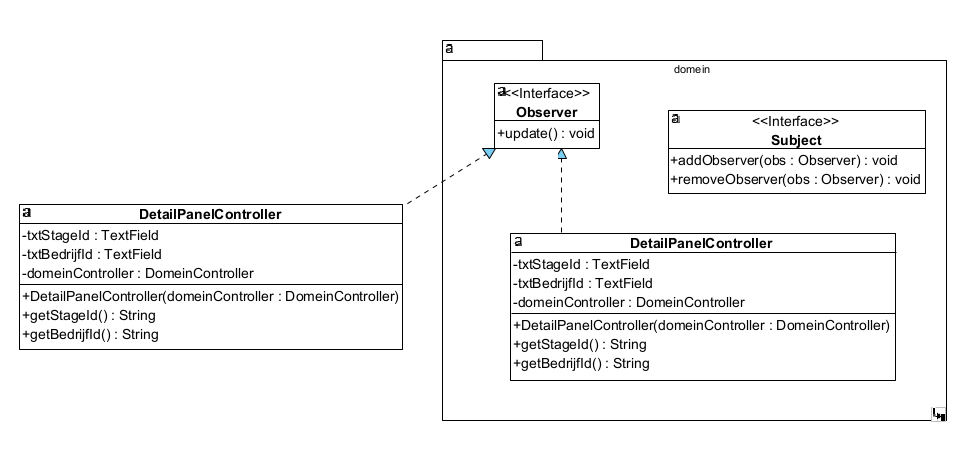 a
domein
a
<<Interface>>
Observer
+update() : void
a
<<Interface>>
Subject
+addObserver(obs : Observer) : void
+removeObserver(obs : Observer) : void
a
DetailPanelController
-txtStageId : TextField
-txtBedrijfId : TextField
-domeinController : DomeinController
+DetailPanelController(domeinController : DomeinController)
+getStageId() : String
+getBedrijfId() : String
a
DetailPanelController
-txtStageId : TextField
-txtBedrijfId : TextField
-domeinController : DomeinController
+DetailPanelController(domeinController : DomeinController)
+getStageId() : String
+getBedrijfId() : String